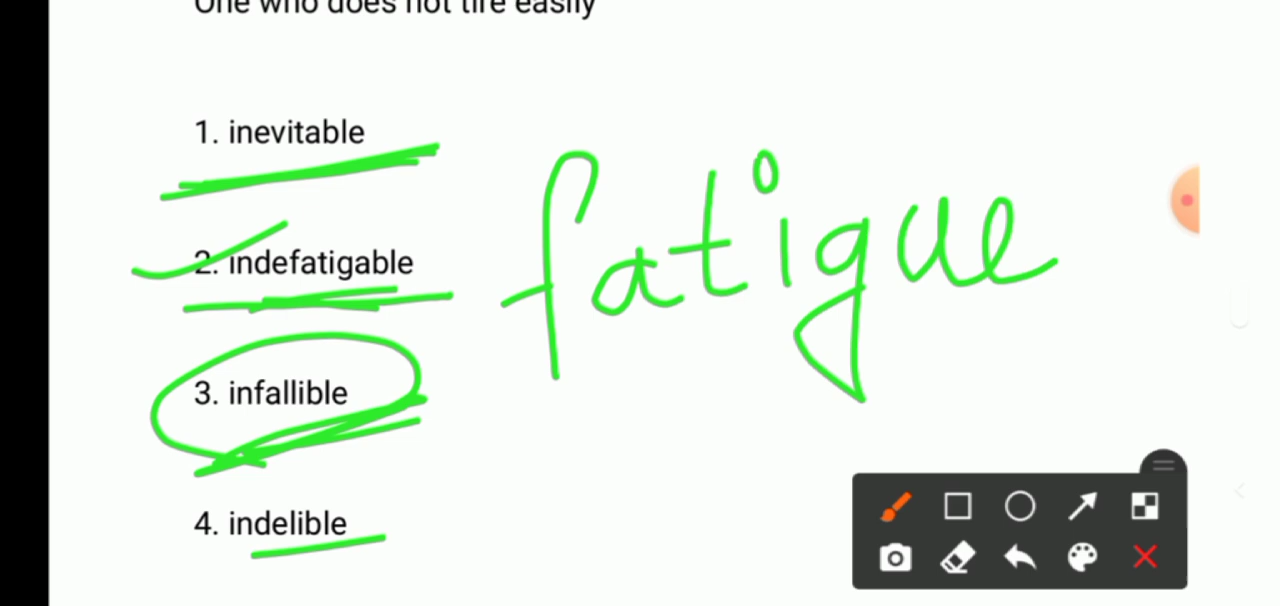 One who does not tire easily
1. inevitable
2. indefatigable
fatigue
3. infallible
4. indelible